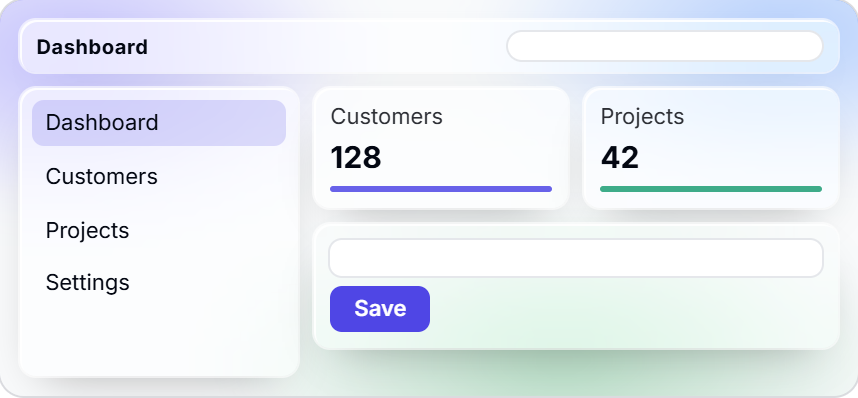 Dashboard
Dashboard
Customers
Projects
Settings
Customers
128
Projects
42
Save